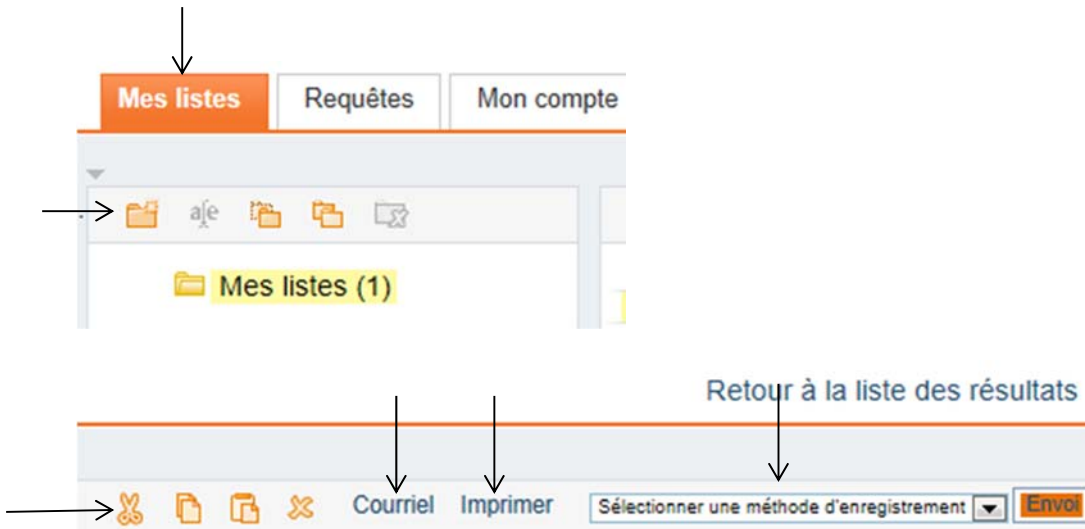 Mes listes Requêtes Mon compte
Mes listes (1)
Retour à la liste des résultats
Courriel Imprimer Sélectionner une méthode d'enregistrement Envoi